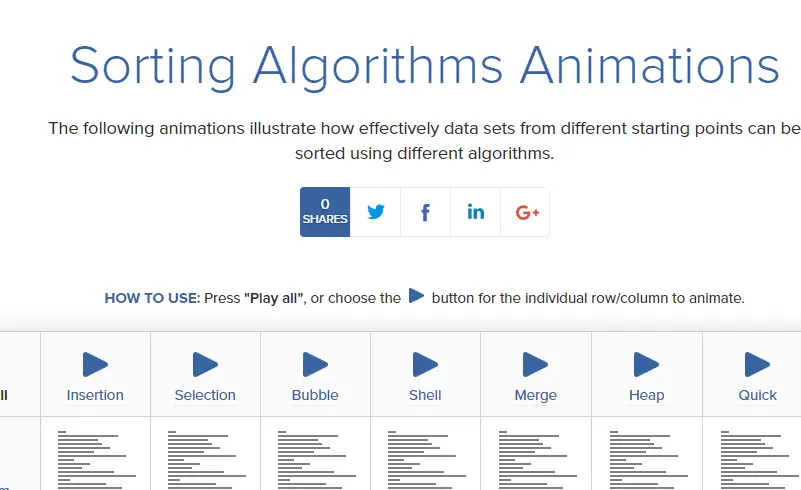 Sorting Algorithms Animations
The following animations illustrate how effectively data sets from different starting points can be
sorted using different algorithms.
0
SHARES
HOW TO USE: Press "Play all", or choose the button for the individual row/column to animate.
Insertion Selection Bubble Shell Merge Heap Quick